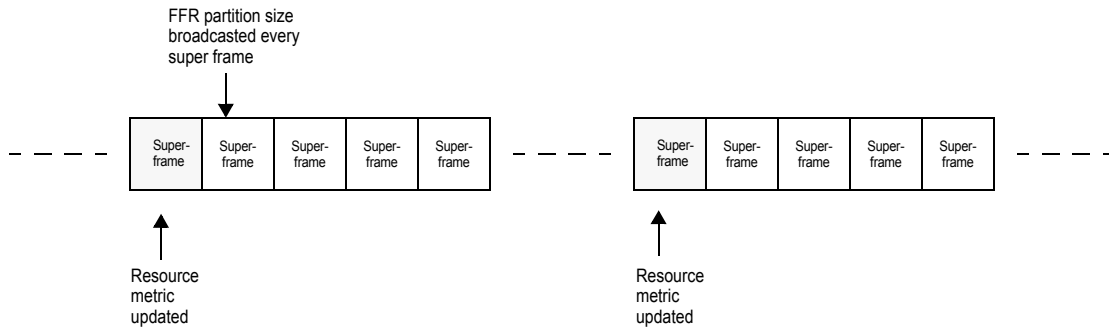 FFR partition size
broadcasted every
super frame
Super-
frame
Super-
frame
Super-
frame
Super-
frame
Super-
frame
Super-
frame
Super-
frame
Super-
frame
Super-
frame
Super-
frame
Resource
metric
updated
Resource
metric
updated